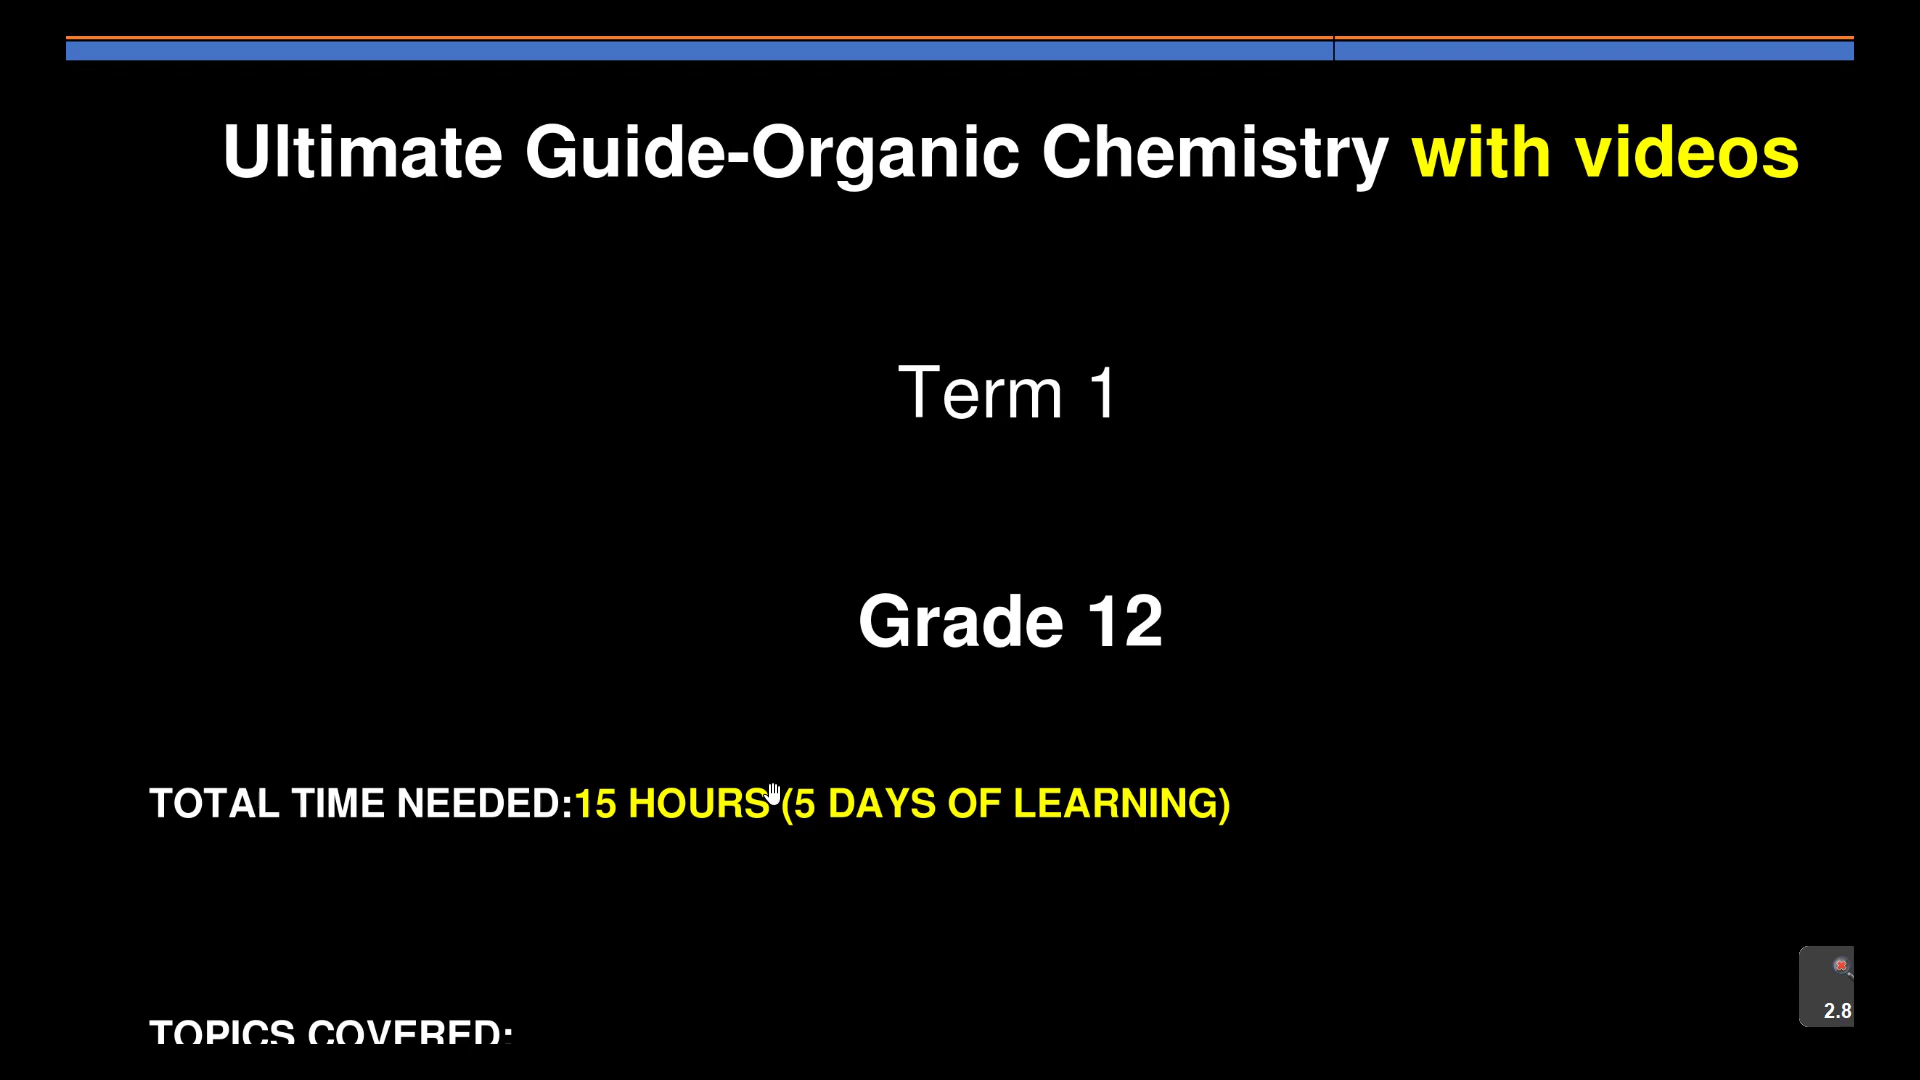 Ultimate Guide-Organic Chemistry with videos
Term 1
Grade 12
TOTAL TIME NEEDED:15 HOURS (5 DAYS OF LEARNING)
TOPICS COVERED:
2.8